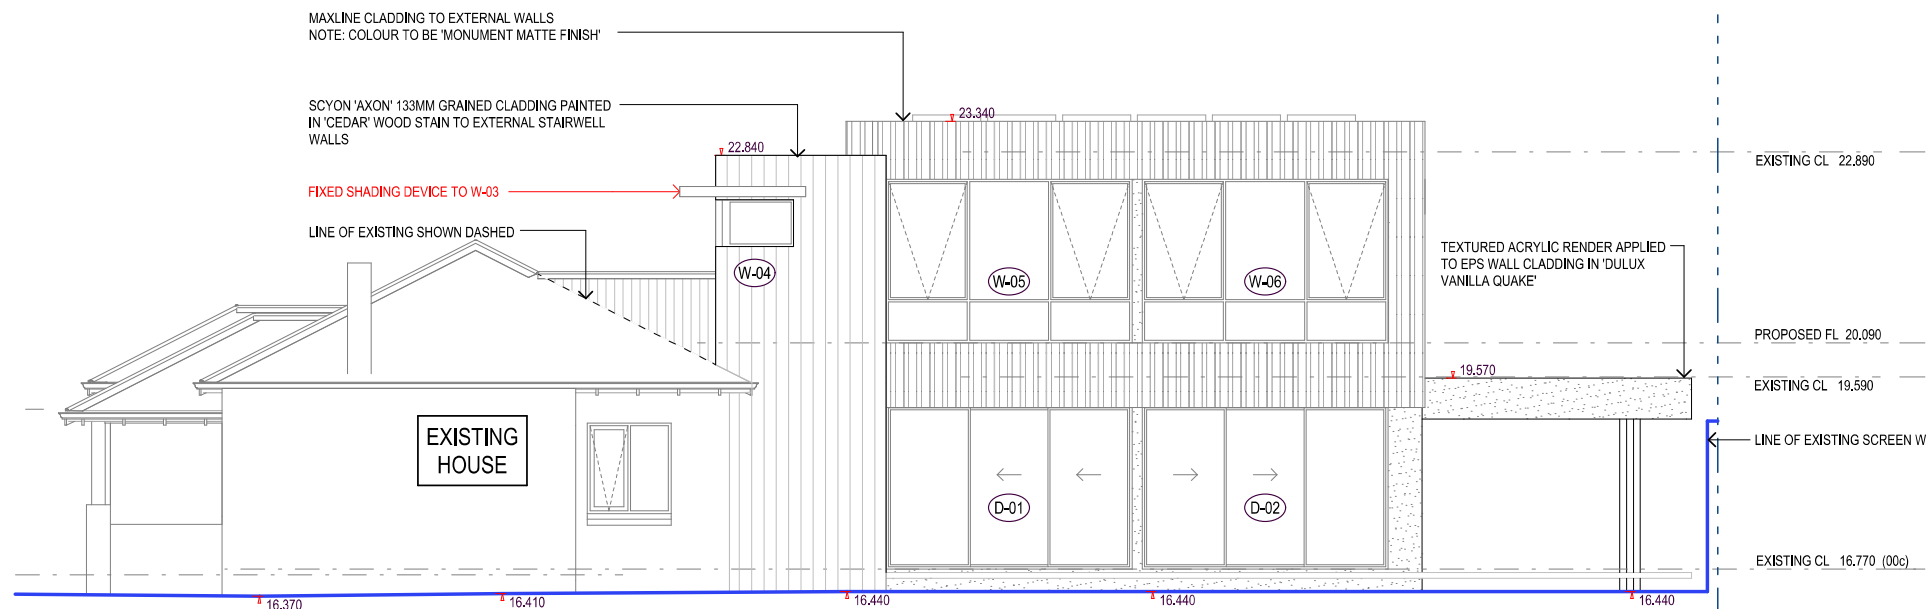 MAXLINE CLADDING TO EXTERNAL WALLS
NOTE: COLOUR TO BE 'MONUMENT MATTE FINISH'
SCYON 'AXON' 133MM GRAINED CLADDING PAINTED
IN 'CEDAR' WOOD STAIN TO EXTERNAL STAIRWELL
WALLS
23.340
22.840
EXISTING CL 22.890
FIXED SHADING DEVICE TO W-03
LINE OF EXISTING SHOWN DASHED
TEXTURED ACRYLIC RENDER APPLIED
TO EPS WALL CLADDING IN 'DULUX
VANILLA QUAKE'
W-04
W-05
W-06
PROPOSED FL 20.090
19.570
EXISTING CL 19.590
EXISTING
HOUSE
LINE OF EXISTING SCREEN W
D-01
D-02
EXISTING CL 16.770 (00c)
16.370
16.410
16.440
16.440
16.440